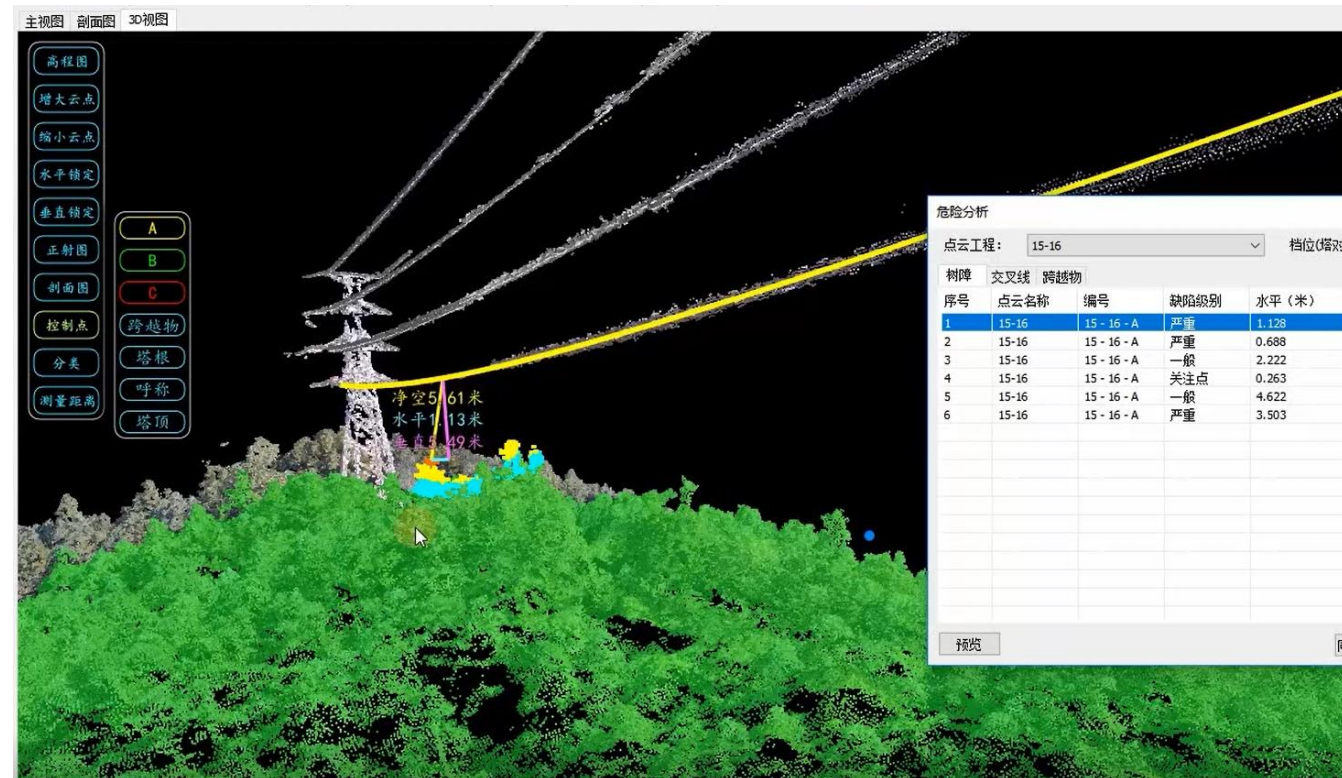 主视图 剖面图 3D视图
高程图
增大云点
缩小云点
水平锁定
垂直锁定
正射图
剖面图
控制点
分类
测量距离
A
B
C
跨越物
塔根
呼称
塔顶
净空5.61米
水平1.13米
垂直5.49米
危险分析
点云工程: 15-16 档位(塔对
树障 交叉线 跨越物
序号 点云名称 编号 缺陷级别 水平（米）
1 15-16 15 - 16 - A 严重 1.128
2 15-16 15 - 16 - A 严重 0.688
3 15-16 15 - 16 - A 一般 2.222
4 15-16 15 - 16 - A 关注点 0.263
5 15-16 15 - 16 - A 一般 4.622
6 15-16 15 - 16 - A 严重 3.503
预览